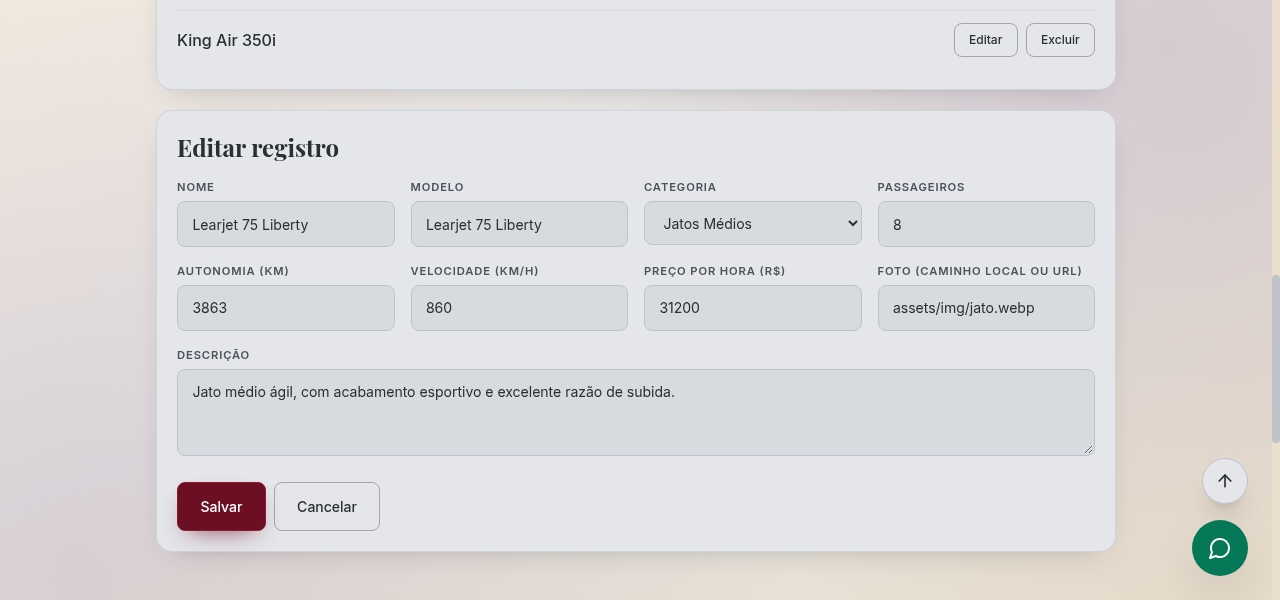 King Air 350i
Editar
Excluir
Editar registro
NOME
MODELO
CATEGORIA
PASSAGEIROS
Learjet 75 Liberty
Learjet 75 Liberty
Jatos Médios
8
AUTONOMIA (KM)
VELOCIDADE (KM/H)
PREÇO POR HORA (R$)
FOTO (CAMINHO LOCAL OU URL)
3863
860
31200
assets/img/jato.webp
DESCRIÇÃO
Jato médio ágil, com acabamento esportivo e excelente razão de subida.
Salvar
Cancelar